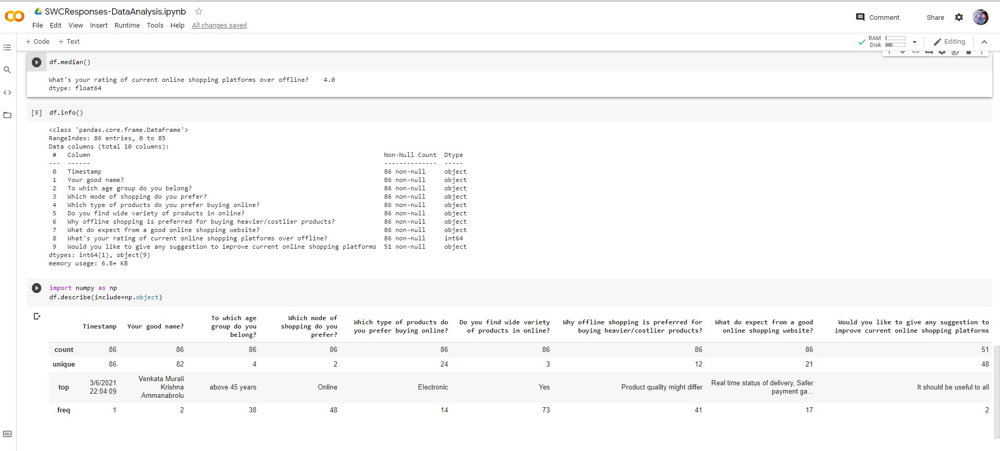 SWCResponses-DataAnalysis.ipynb
File Edit View Insert Runtime Tools Help All changes saved
Comment Share
+ Code + Text
RAM
Disk
Editing
df.median()
What's your rating of current online shopping platforms over offline? 4.0
dtype: float64
[9] df.info()
<class 'pandas.core.frame.DataFrame'>
RangeIndex: 86 entries, 0 to 85
Data columns (total 10 columns):
# Column Non-Null Count Dtype
--- ------ -------------- -----
0 Timestamp 86 non-null object
1 Your good name? 86 non-null object
2 To which age group do you belong? 86 non-null object
3 Which mode of shopping do you prefer? 86 non-null object
4 Which type of products do you prefer buying online? 86 non-null object
5 Do you find wide variety of products in online? 86 non-null object
6 Why offline shopping is preferred for buying heavier/costlier products? 86 non-null object
7 What do expect from a good online shopping website? 86 non-null object
8 What's your rating of current online shopping platforms over offline? 86 non-null int64
9 Would you like to give any suggestion to improve current online shopping platforms 51 non-null object
dtypes: int64(1), object(9)
memory usage: 6.8+ KB
import numpy as np
df.describe(include=np.object)
Timestamp
Your good name?
To which age
group do you
belong?
Which mode of
shopping do you
prefer?
Which type of products do
you prefer buying online?
Do you find wide variety
of products in online?
Why offline shopping is preferred for
buying heavier/costlier products?
What do expect from a good
online shopping website?
Would you like to give any suggestion to
improve current online shopping platforms
count 86 86 86 86 86 86 86 86 51
unique 86 82 4 2 24 3 12 21 48
top
3/6/2021
22:04:09
Venkata Murali
Krishna
Ammanabrolu
above 45 years
Online
Electronic
Yes
Product quality might differ
Real time status of delivery, Safer
payment ga...
It should be useful to all
freq 1 2 38 48 14 73 41 17 2